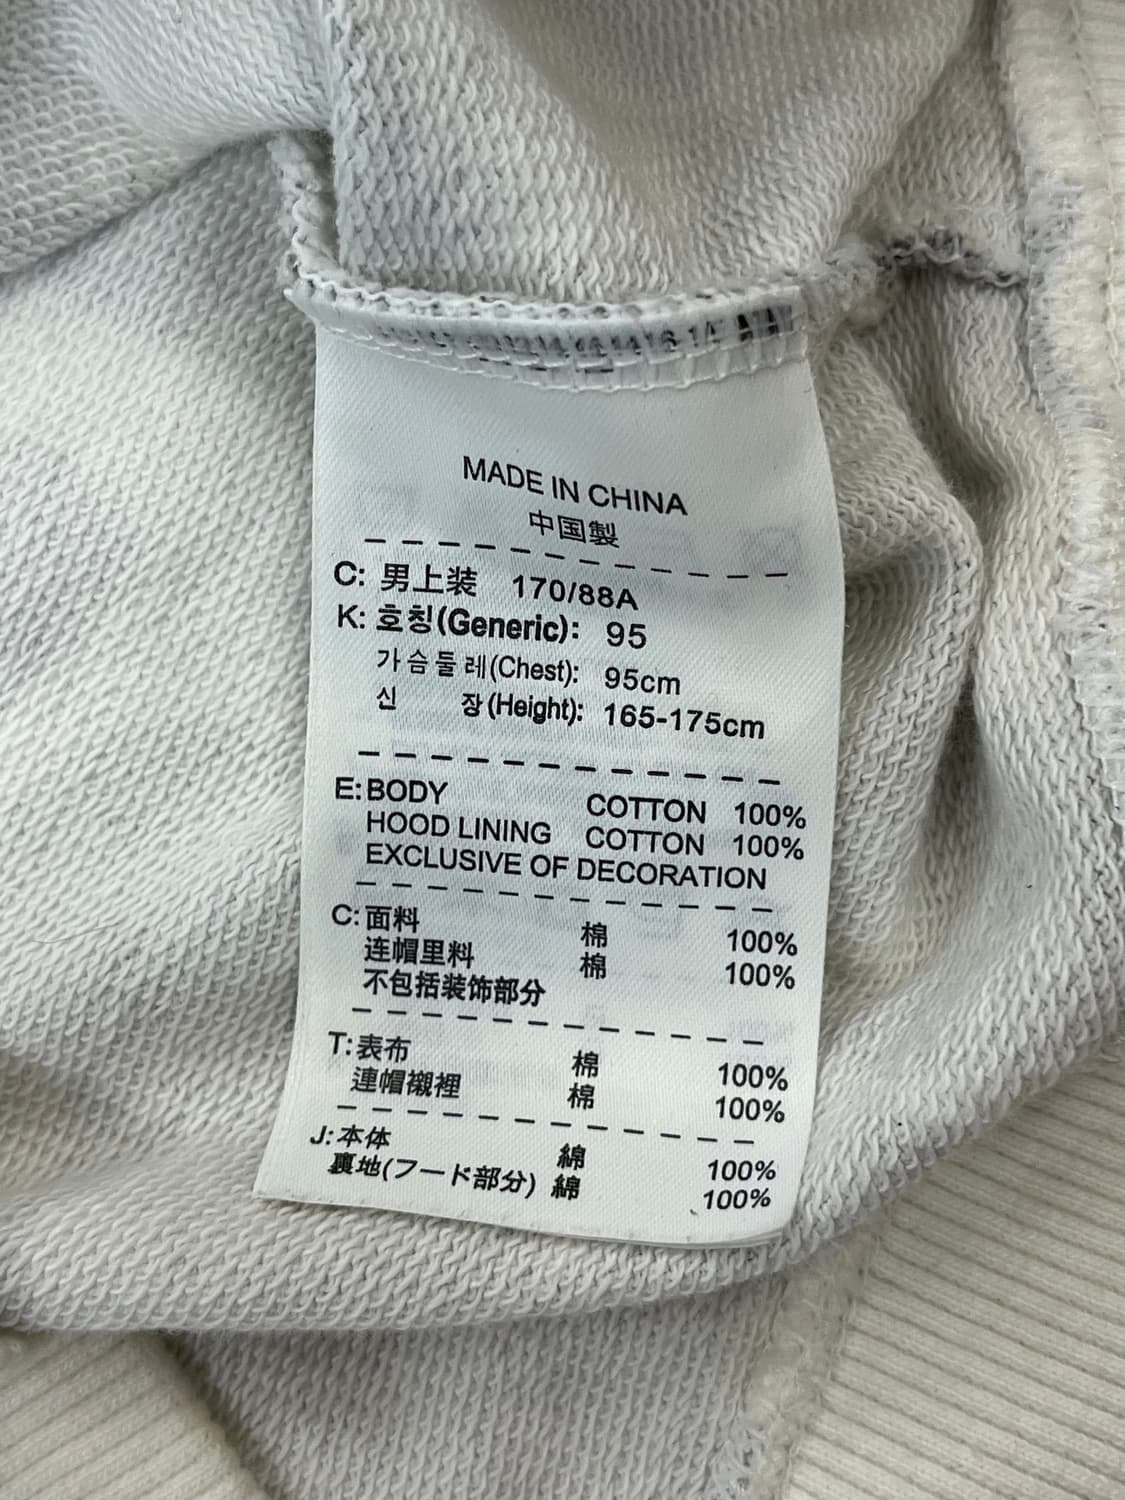 MADE IN CHINA
中国製
C: 男上装 170/88A
K: 호칭(Generic): 95
가슴둘레(Chest): 95cm
신 장(Height): 165-175cm
E: BODY COTTON 100%
HOOD LINING COTTON 100%
EXCLUSIVE OF DECORATION
C: 面料 棉 100%
连帽里料 棉 100%
不包括装饰部分
T: 表布 棉 100%
連帽襯裡 棉 100%
J: 本体 綿 100%
裏地(フード部分) 綿 100%